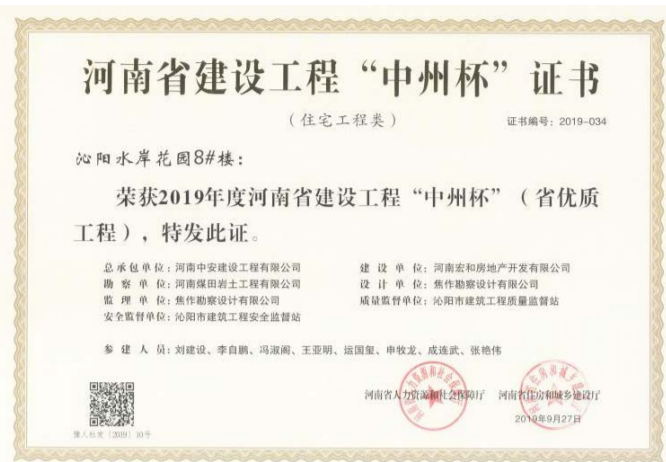 河南省建设工程“中州杯”证书
（住宅工程类）
证书编号：2019-034
沁阳水岸花园8#楼：
荣获2019年度河南省建设工程“中州杯”（省优质
工程），特发此证。
总承包单位：河南中安建设工程有限公司
建设单位：河南宏和房地产开发有限公司
勘察单位：河南煤田岩土工程有限公司
设计单位：焦作勘察设计有限公司
监理单位：焦作勘察设计有限公司
质量监督单位：沁阳市建筑工程质量监督站
安全监督单位：沁阳市建筑工程安全监督站
参建人员：刘建设、李自鹏、冯淑阁、王亚明、运国玺、申牧龙、成连武、张艳伟
河南省人力资源和社会保障厅 河南省住房和城乡建设厅
2019年9月27日
豫人社发〔2019〕10号